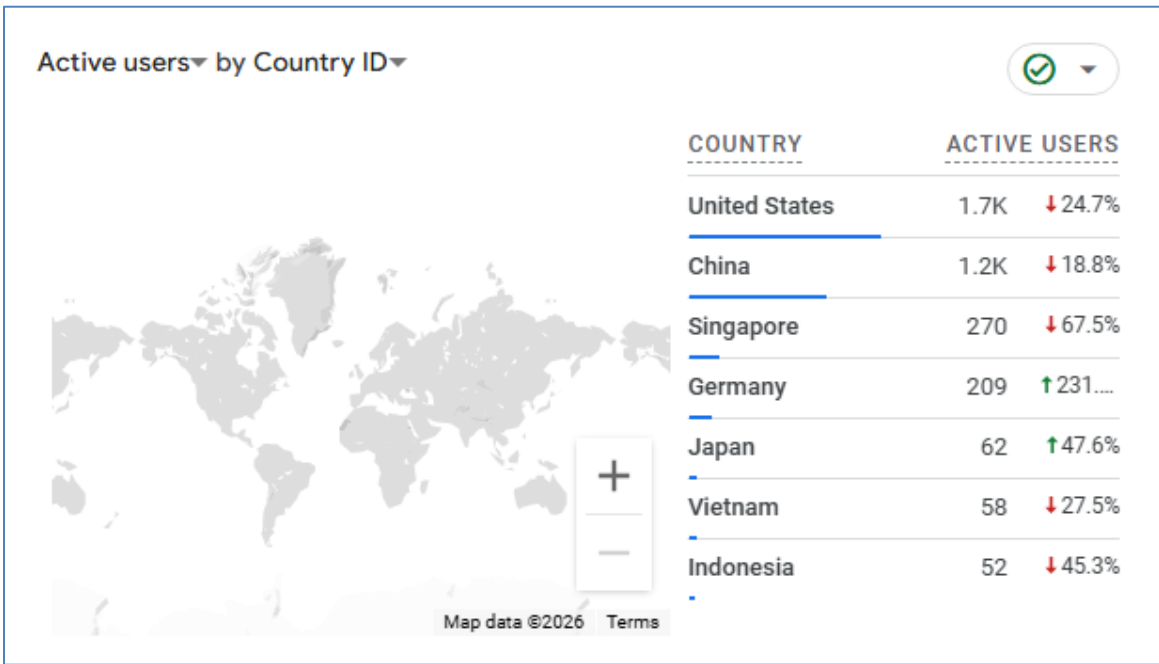 Active users by Country ID
COUNTRY ACTIVE USERS
United States 1.7K ↓24.7%
China 1.2K ↓18.8%
Singapore 270 ↓67.5%
Germany 209 ↑231....
Japan 62 ↑47.6%
Vietnam 58 ↓27.5%
Indonesia 52 ↓45.3%
Map data ©2026 Terms